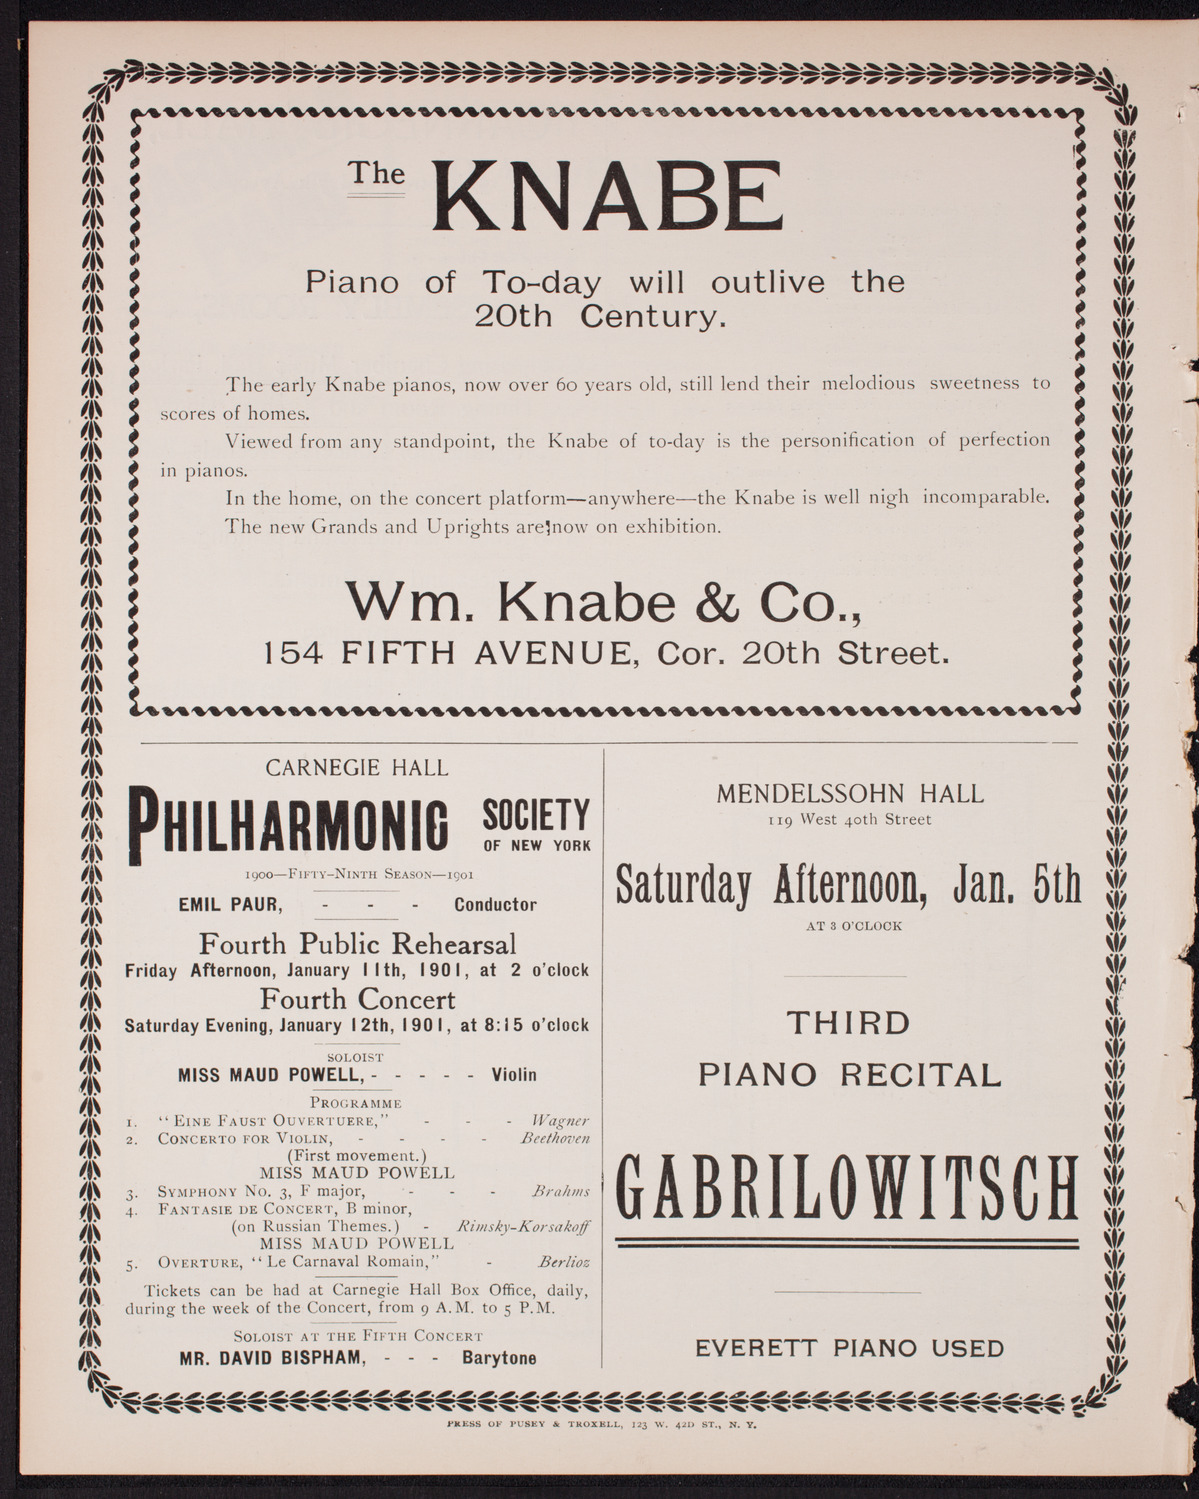 The KNABE
Piano of To-day will outlive the
20th Century.
The early Knabe pianos, now over 60 years old, still lend their melodious sweetness to
scores of homes.
Viewed from any standpoint, the Knabe of to-day is the personification of perfection
in pianos.
In the home, on the concert platform—anywhere—the Knabe is well nigh incomparable.
The new Grands and Uprights are now on exhibition.
Wm. Knabe & Co.,
154 FIFTH AVENUE, Cor. 20th Street.
CARNEGIE HALL
PHILHARMONIC SOCIETY
OF NEW YORK
1900—FIFTY-NINTH SEASON—1901
EMIL PAUR, - - - Conductor
Fourth Public Rehearsal
Friday Afternoon, January 11th, 1901, at 2 o'clock
Fourth Concert
Saturday Evening, January 12th, 1901, at 8:15 o'clock
SOLOIST
MISS MAUD POWELL, - - - - - Violin
PROGRAMME
1. "EINE FAUST OUVERTUERE," - - - Wagner
2. CONCERTO FOR VIOLIN, - - - - Beethoven
(First movement.)
MISS MAUD POWELL
3. SYMPHONY No. 3, F major, - - - Brahms
4. FANTASIE DE CONCERT, B minor,
(on Russian Themes.) - Rimsky-Korsakoff
MISS MAUD POWELL
5. OVERTURE, "Le Carnaval Romain," - Berlioz
Tickets can be had at Carnegie Hall Box Office, daily,
during the week of the Concert, from 9 A.M. to 5 P.M.
SOLOIST AT THE FIFTH CONCERT
MR. DAVID BISPHAM, - - - Barytone
MENDELSSOHN HALL
119 West 40th Street
Saturday Afternoon, Jan. 5th
AT 3 O'CLOCK
THIRD
PIANO RECITAL
GABRILOWITSCH
EVERETT PIANO USED
PRESS OF PUSEY & TROXELL, 123 W. 42D ST., N. Y.